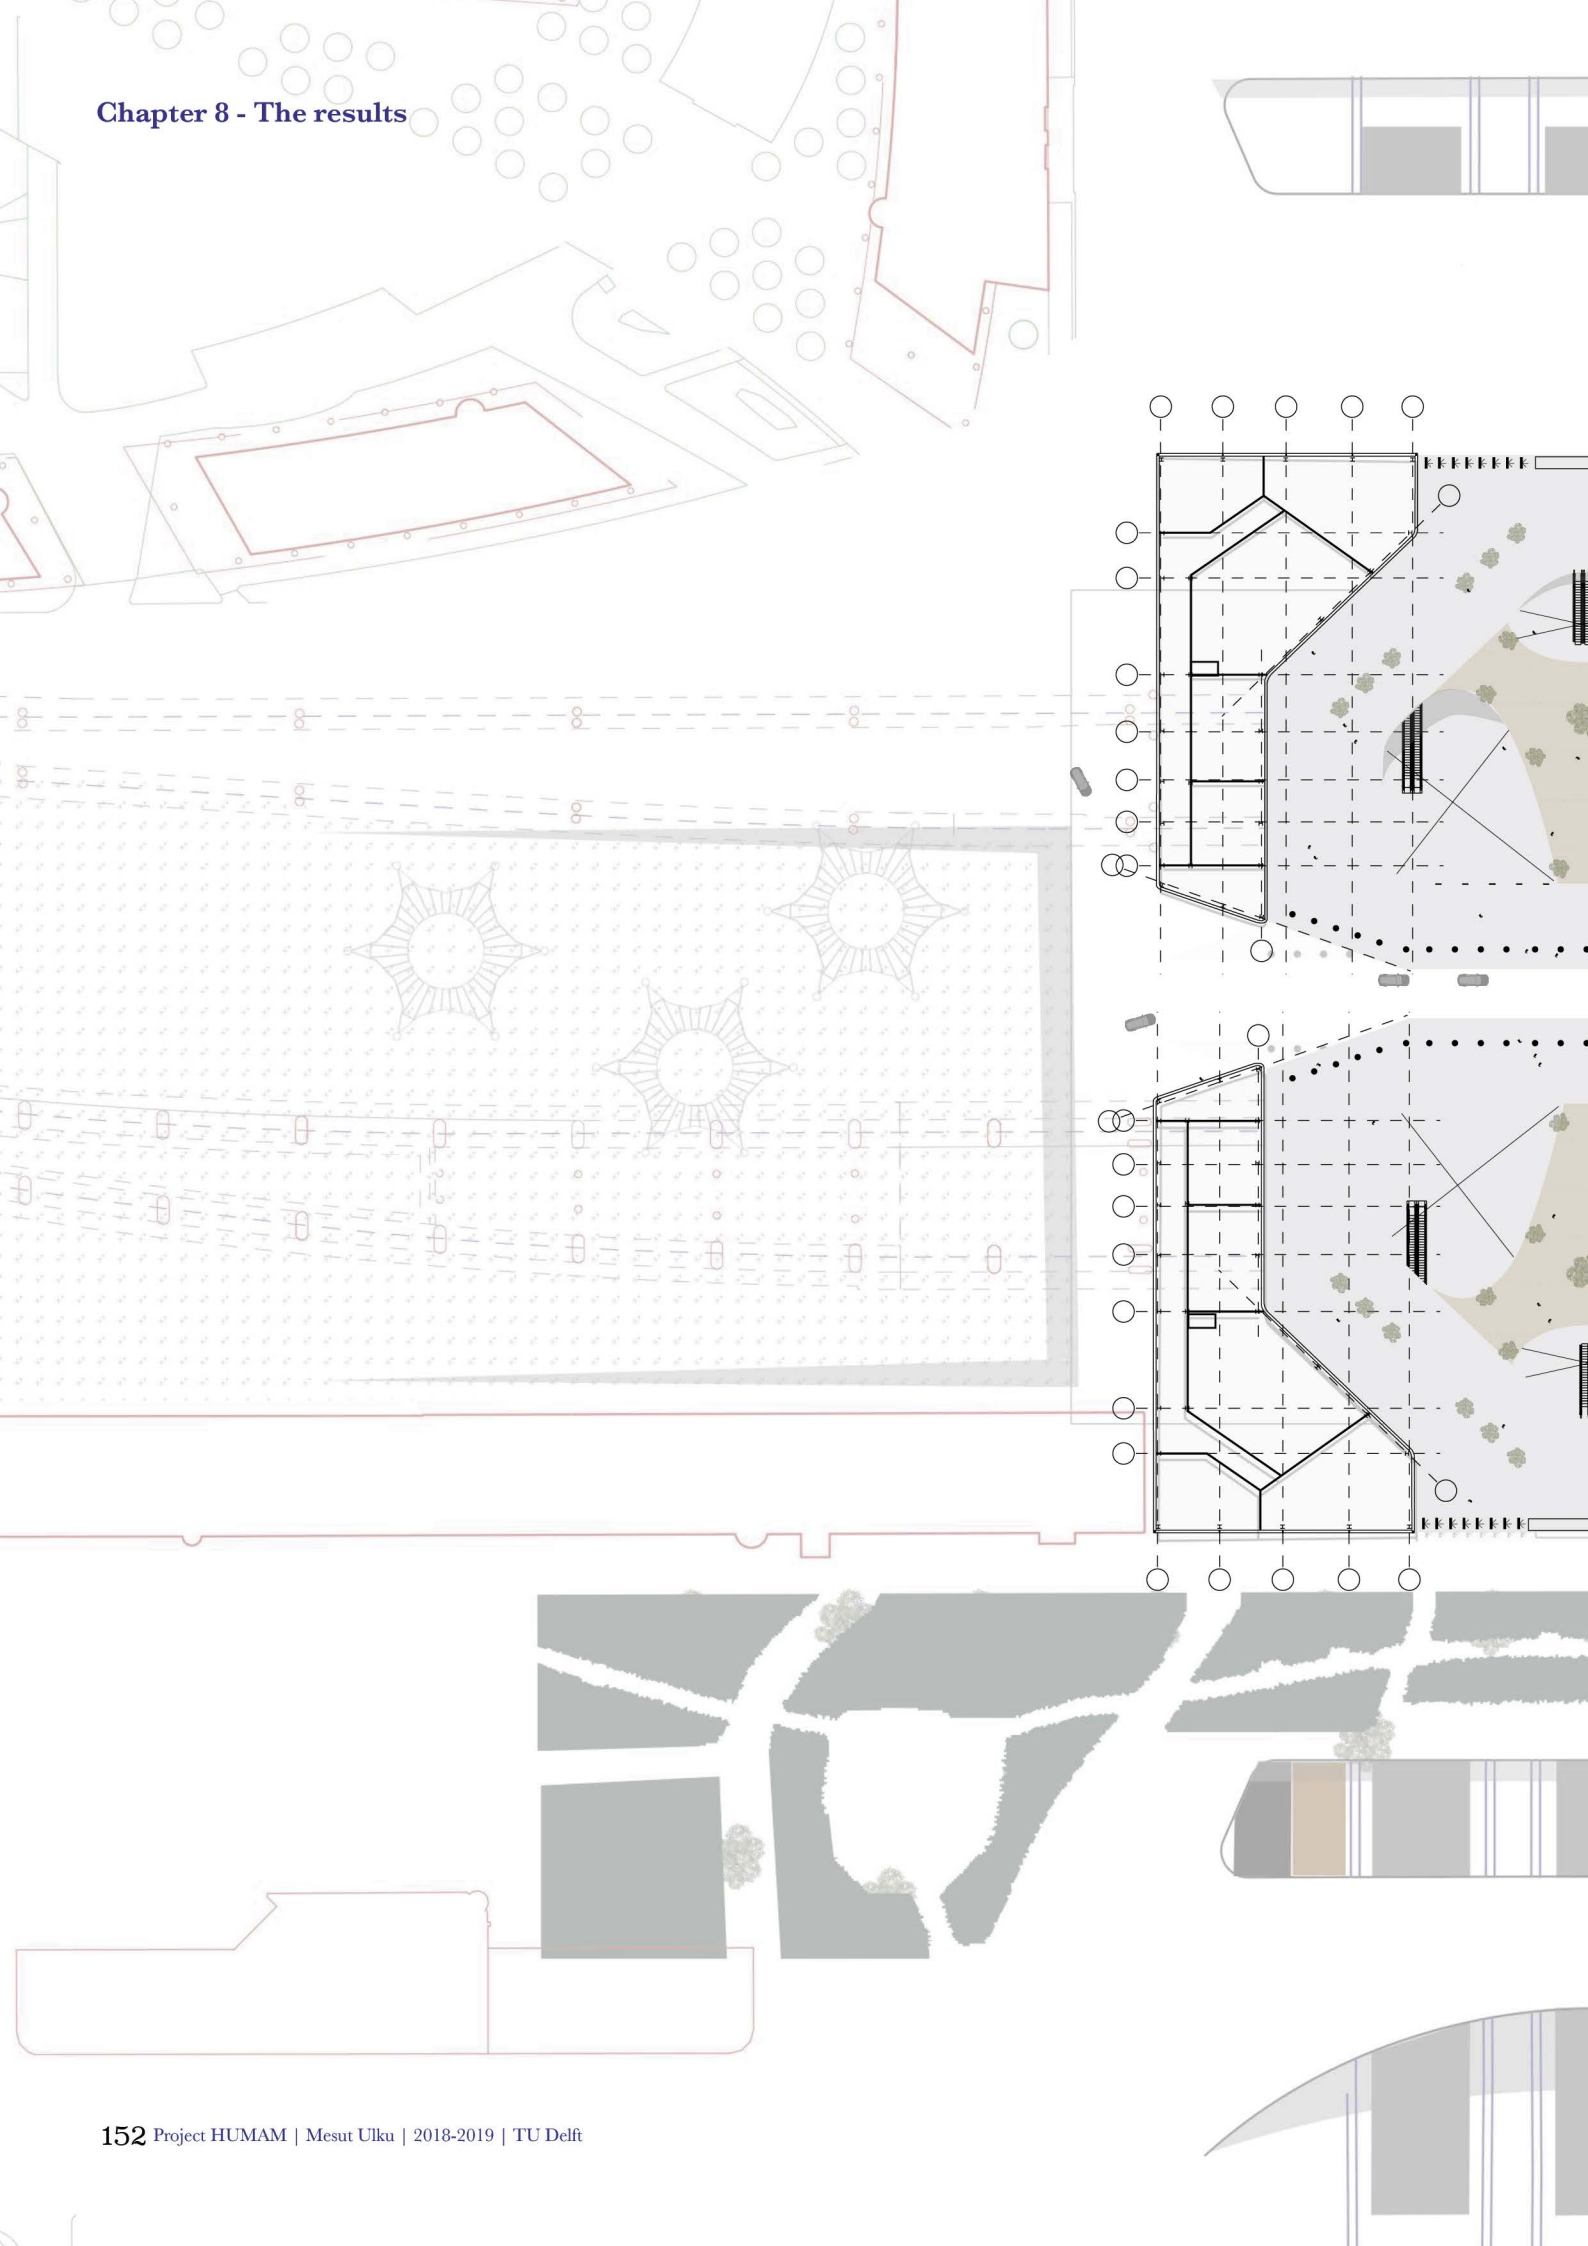 Chapter 8 - The results
152 Project HUMAM | Mesut Ulku | 2018-2019 | TU Delft